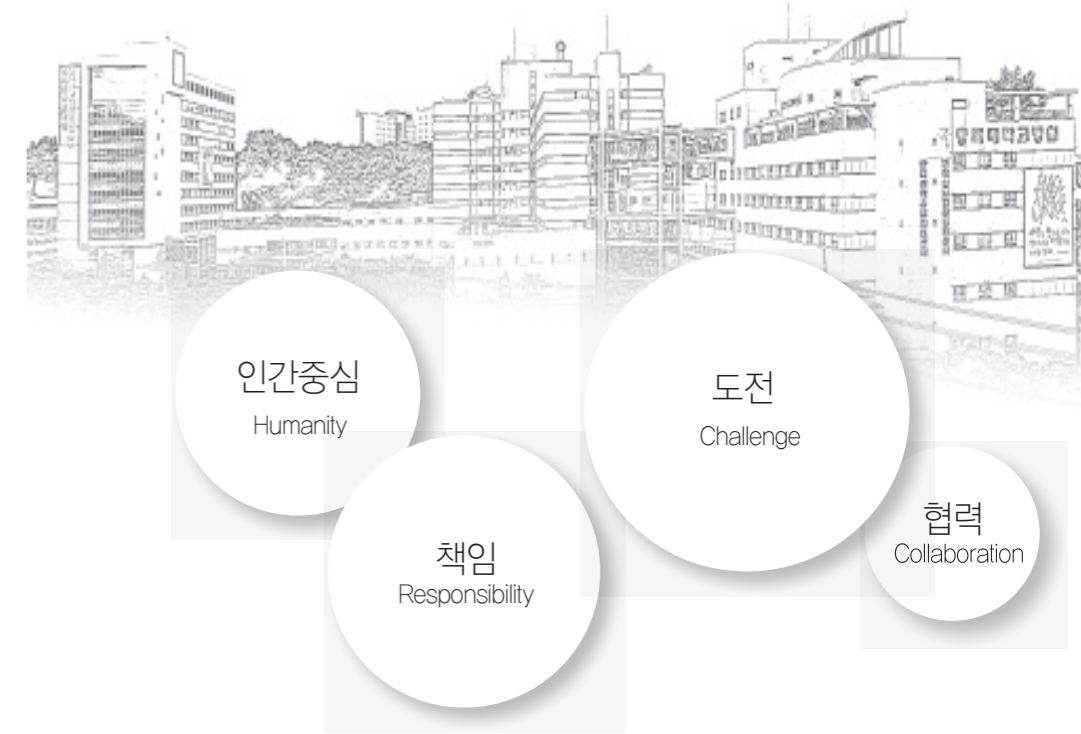 인간중심
Humanity
도전
Challenge
책임
Responsibility
협력
Collaboration